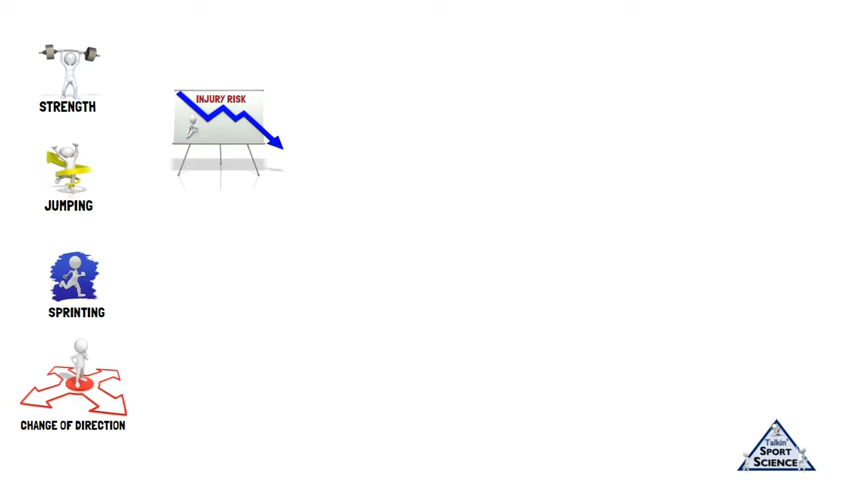 STRENGTH
INJURY RISK
JUMPING
SPRINTING
CHANGE OF DIRECTION
Talkin'
SPORT
SCIENCE